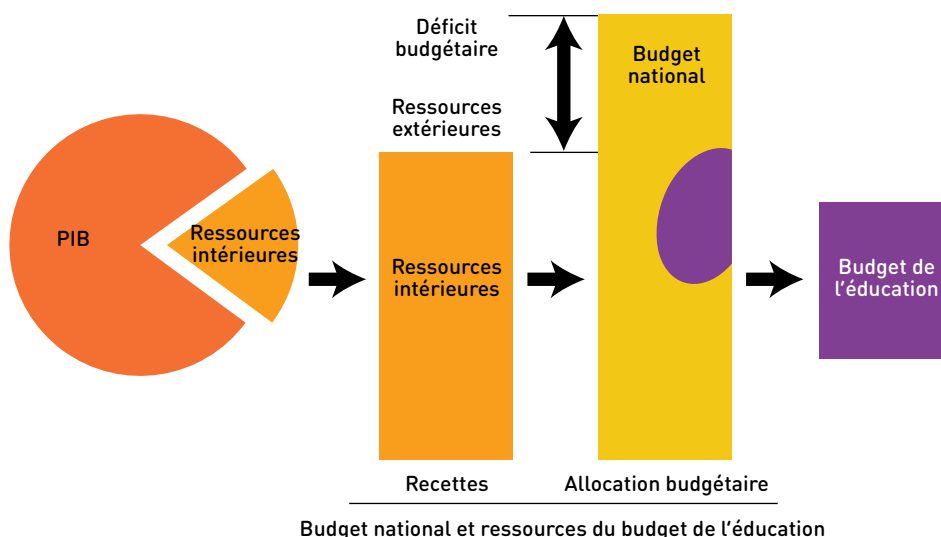 Déficit
budgétaire
Budget
national
Ressources
extérieures
PIB
Ressources
intérieures
Ressources
intérieures
Budget de
l'éducation
Recettes
Allocation budgétaire
Budget national et ressources du budget de l'éducation